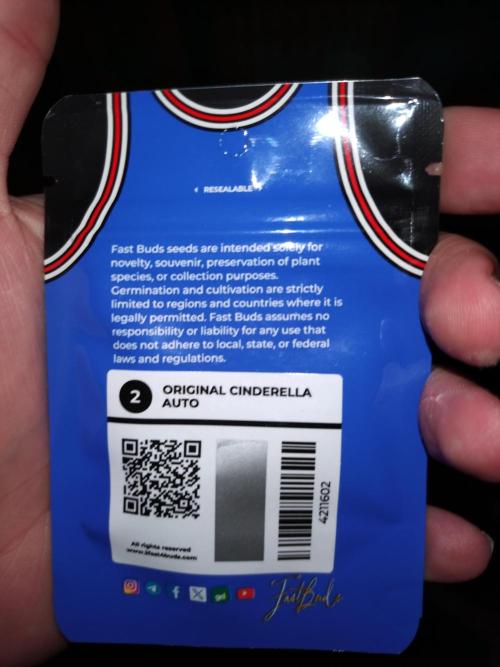 RESEALABLE
Fast Buds seeds are intended solely for
novelty, souvenir, preservation of plant
species, or collection purposes.
Germination and cultivation are strictly
limited to regions and countries where it is
legally permitted. Fast Buds assumes no
responsibility or liability for any use that
does not adhere to local, state, or federal
laws and regulations.
2 ORIGINAL CINDERELLA
AUTO
4211602
All rights reserved
www.2fast4buds.com
Fast Buds